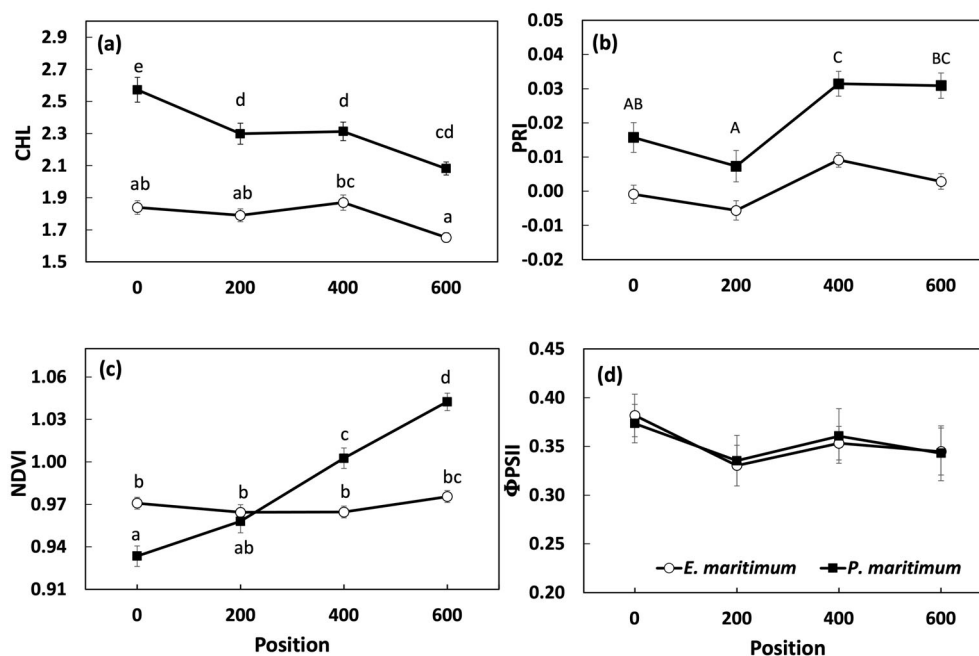 (a)
CHL
2.9
2.7
2.5
2.3
2.1
1.9
1.7
1.5
e
d
d
cd
ab
ab
bc
a
0 200 400 600
(b)
PRI
0.05
0.04
0.03
0.02
0.01
0.00
-0.01
-0.02
AB
A
C
BC
0 200 400 600
(c)
NDVI
1.06
1.03
1.00
0.97
0.94
0.91
d
c
b
b
b
bc
a
ab
0 200 400 600
Position
(d)
ΦPSII
0.45
0.40
0.35
0.30
0.25
0.20
E. maritimum P. maritimum
0 200 400 600
Position